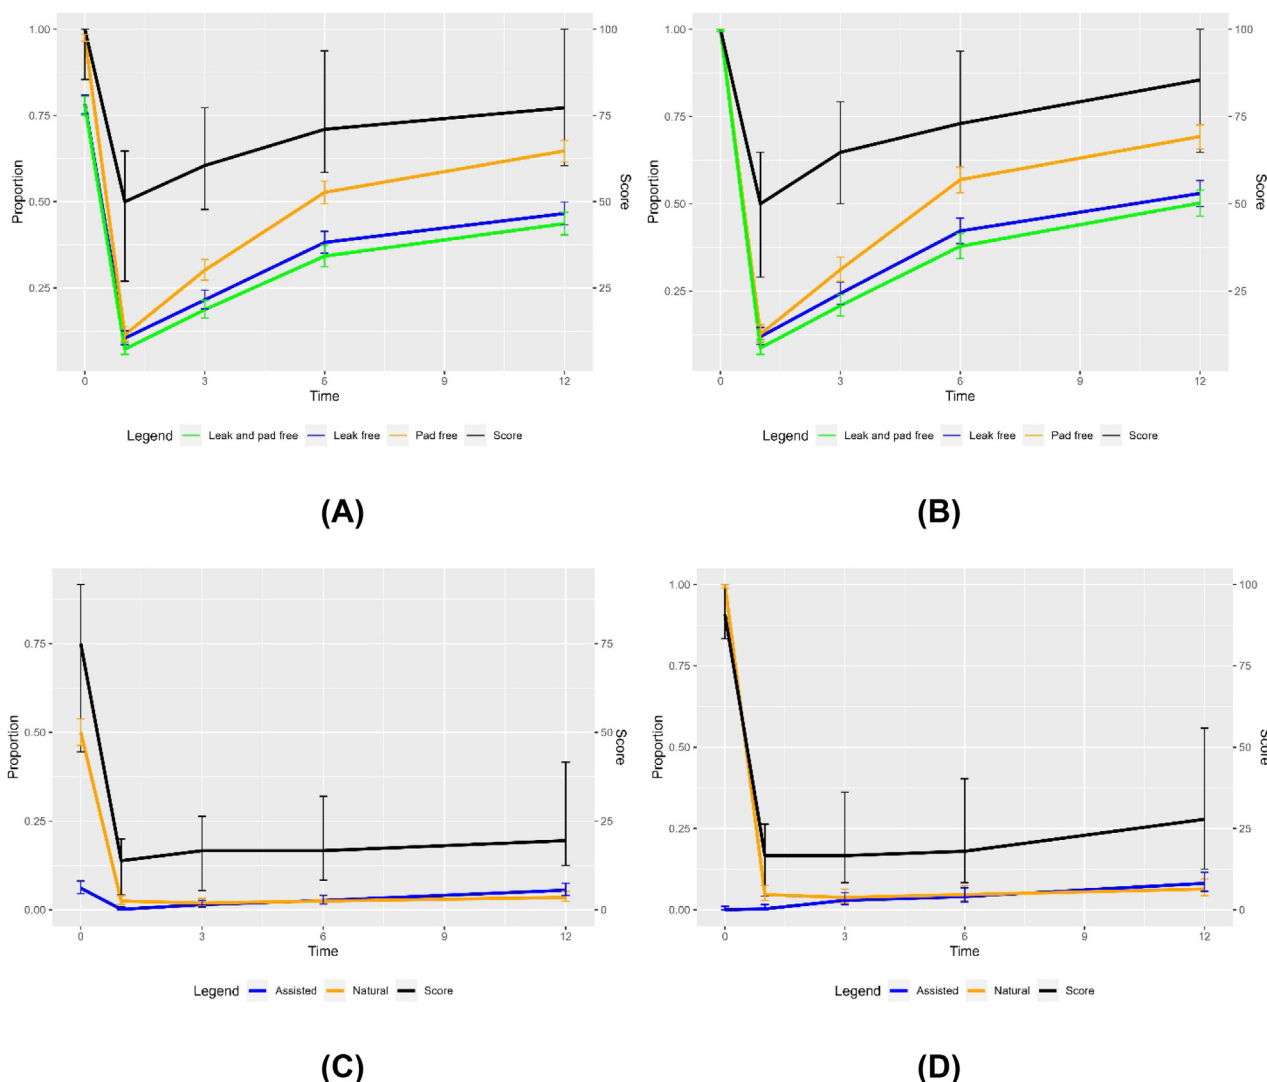 1.00
0.75
0.50
0.25
Proportion
100
75
50
25
Score
0 3 6 9 12
Time
Legend Leak and pad free Leak free Pad free Score
(A)
1.00
0.75
0.50
0.25
Proportion
100
75
50
25
Score
0 3 6 9 12
Time
Legend Leak and pad free Leak free Pad free Score
(B)
0.75
0.50
0.25
0.00
Proportion
75
50
25
0
Score
0 3 6 9 12
Time
Legend Assisted Natural Score
(C)
1.00
0.75
0.50
0.25
0.00
Proportion
100
75
50
25
0
Score
0 3 6 9 12
Time
Legend Assisted Natural Score
(D)